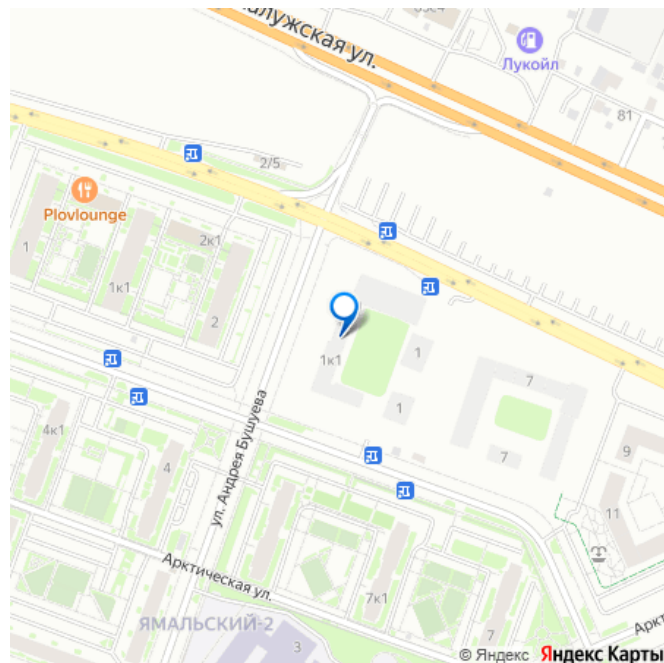 алужская ул.
Лукойл
81
2/5
Plovlounge
2к1
1
1к1
2
1к1
1
1
7
7
ул. Андрея Бушуева
4к1
4
9
11
Арктическая ул.
7к1
7
ЯМАЛЬСКИЙ-2
3
Аркт
© Яндекс Яндекс Карты